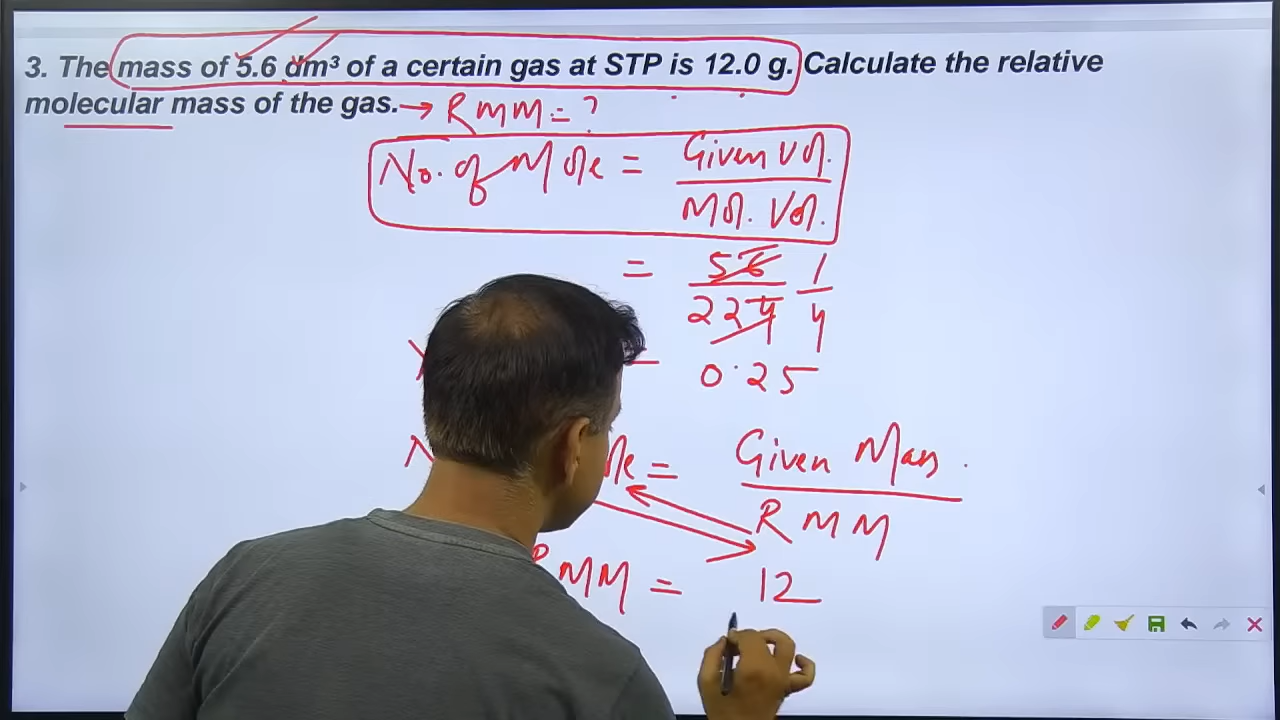 3. The mass of 5.6 dm³ of a certain gas at STP is 12.0 g. Calculate the relative
molecular mass of the gas. → RMM = ?
No. of Mole = Given Vol.
Mol. Vol.
= 56 1
224 4
0.25
ole = Given Mass.
RMM
RMM = 12